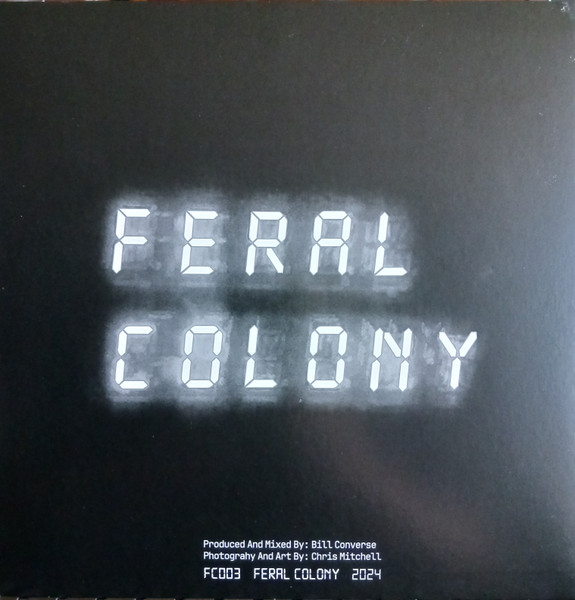 FERAL
COLONY
Produced And Mixed By: Bill Converse
Photograhy And Art By: Chris Mitchell
FC003 FERAL COLONY 2024